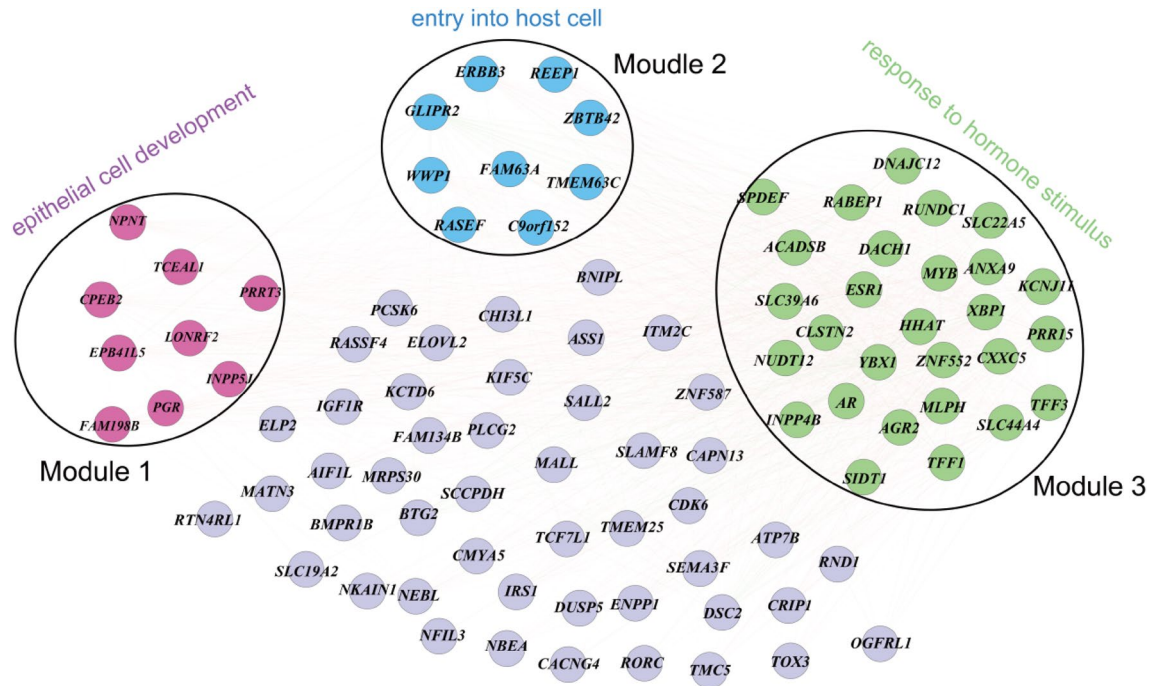 entry into host cell
Moudle 2
ERBB3
REEP1
GLIPR2
ZBTB42
WWP1
FAM63A
TMEM63C
RASEF
C9orf152
epithelial cell development
NPNT
TCEAL1
CPEB2
PRRT3
LONRF2
EPB41L5
INPP5J
PGR
FAM198B
Module 1
response to hormone stimulus
DNAJC12
SPDEF
RABEP1
RUNDC1
SLC22A5
ACADSB
DACH1
MYB
ANXA9
KCNJ11
SLC39A6
ESR1
XBP1
CLSTN2
HHAT
PRR15
NUDT12
YBX1
ZNF552
CXXC5
INPP4B
AR
MLPH
TFF3
AGR2
SLC44A4
SIDT1
TFF1
Module 3
BNIPL
PCSK6
CHI3L1
RASSF4
ELOVL2
ASS1
ITM2C
KIF5C
KCTD6
IGF1R
SALL2
ZNF587
ELP2
FAM134B
PLCG2
SLAMF8
CAPN13
MALL
AIF1L
MRPS30
MATN3
SCCPDH
CDK6
RTN4RL1
BMPR1B
BTG2
TCF7L1
TMEM25
ATP7B
CMYA5
SLC19A2
SEMA3F
RND1
NKAIN1
NEBL
IRS1
DUSP5
ENPP1
DSC2
CRIP1
NFIL3
NBEA
OGFRL1
CACNG4
RORC
TMC5
TOX3